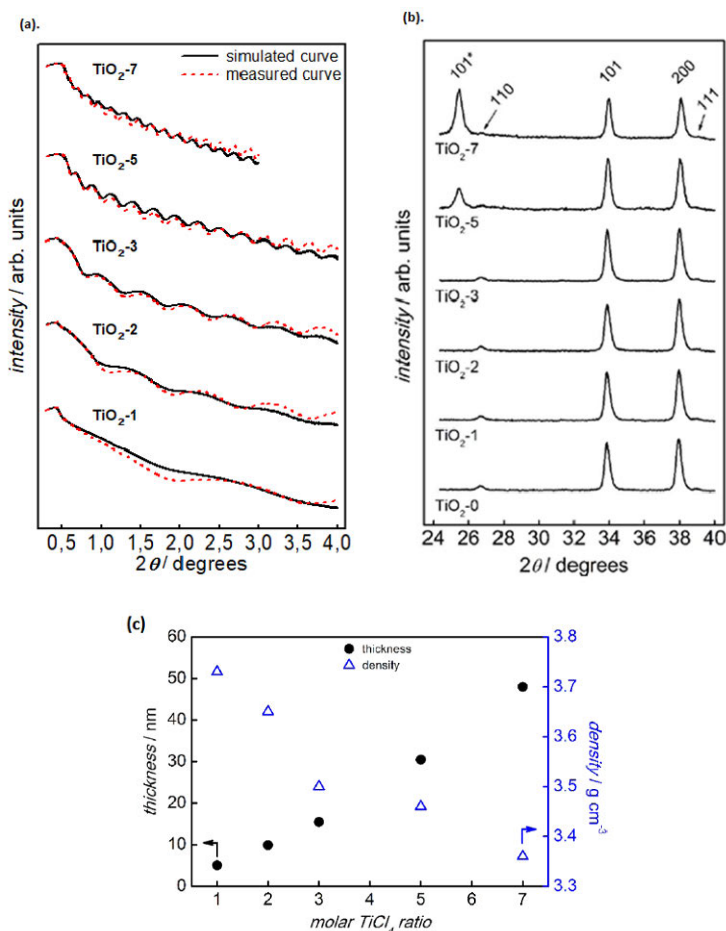 (a).
simulated curve
measured curve
TiO2-7
TiO2-5
TiO2-3
TiO2-2
TiO2-1
intensity / arb. units
0,5 1,0 1,5 2,0 2,5 3,0 3,5 4,0
2θ / degrees
(b).
101* 110 101 200 111
TiO2-7
TiO2-5
TiO2-3
TiO2-2
TiO2-1
TiO2-0
intensity / arb. units
24 26 28 30 32 34 36 38 40
2θ / degrees
(c)
thickness
density
60
50
40
30
20
10
0
thickness / nm
3.8
3.7
3.6
3.5
3.4
3.3
density / g cm-3
1 2 3 4 5 6 7
molar TiCl4 ratio